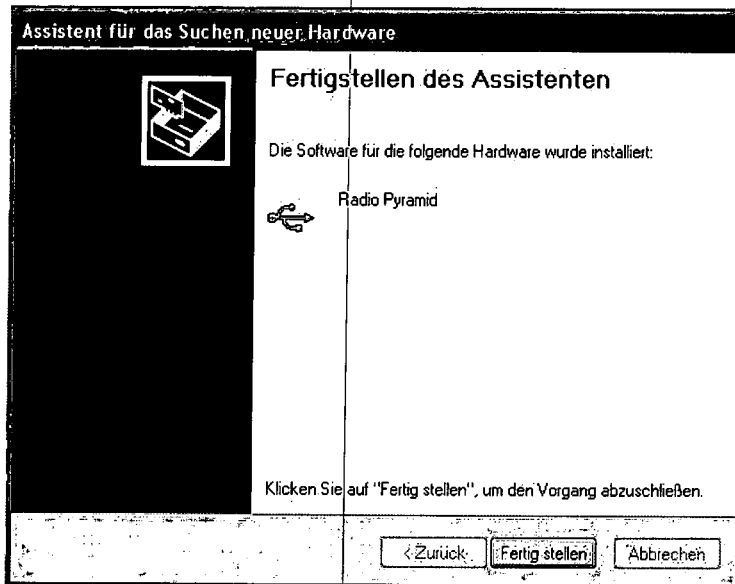 Assistent für das Suchen neuer Hardware
Fertigstellen des Assistenten
Die Software für die folgende Hardware wurde installiert:
Radio Pyramid
Klicken Sie auf "Fertig stellen", um den Vorgang abzuschließen.
< Zurück Fertig stellen Abbrechen